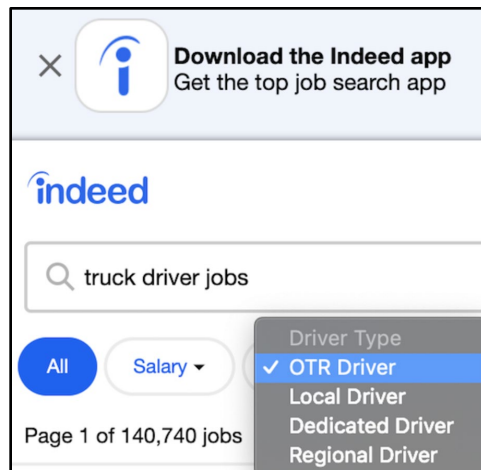 Download the Indeed app
Get the top job search app
indeed
truck driver jobs
All
Salary
Driver Type
✓ OTR Driver
Local Driver
Dedicated Driver
Regional Driver
Page 1 of 140,740 jobs